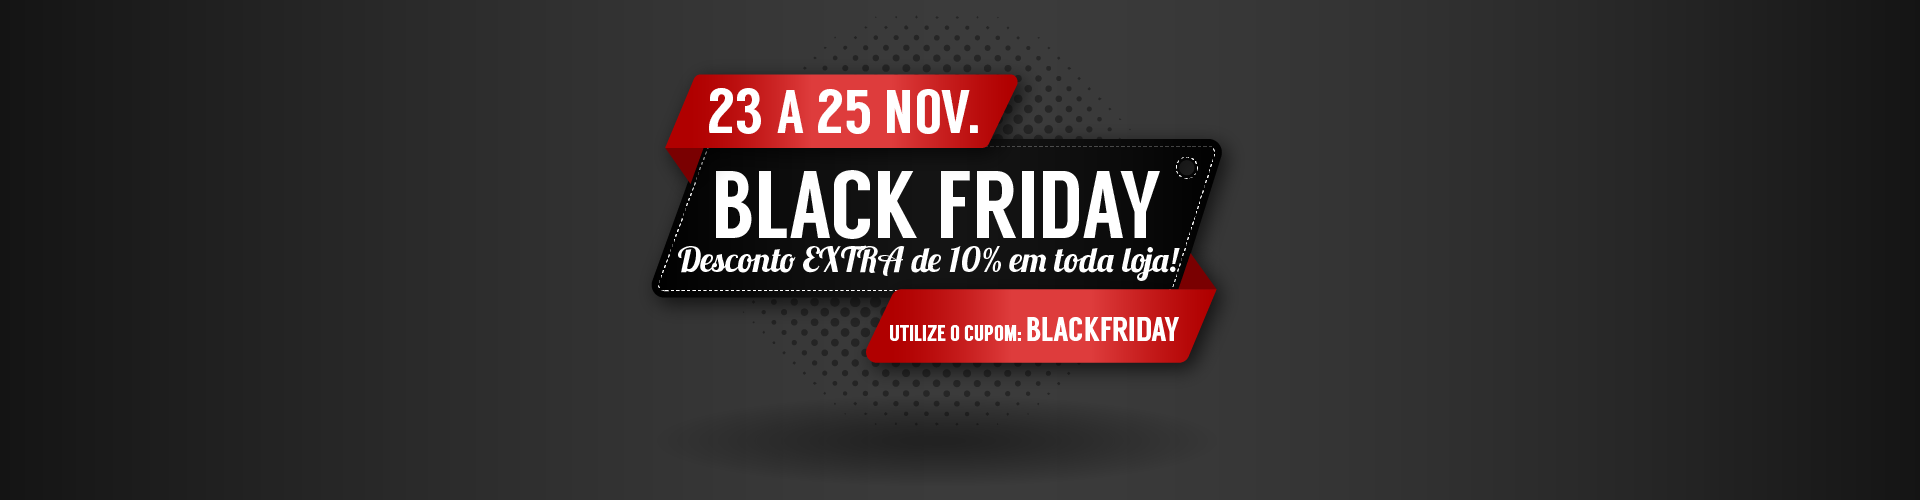 23 A 25 NOV.
BLACK FRIDAY
Desconto EXTRA de 10% em toda loja!
UTILIZE O CUPOM: BLACKFRIDAY